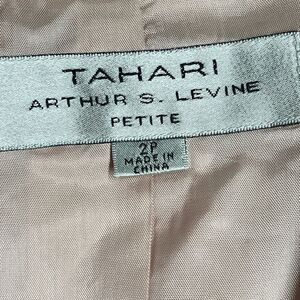 TAHARI
ARTHUR S. LEVINE
PETITE
2P
MADE IN
CHINA